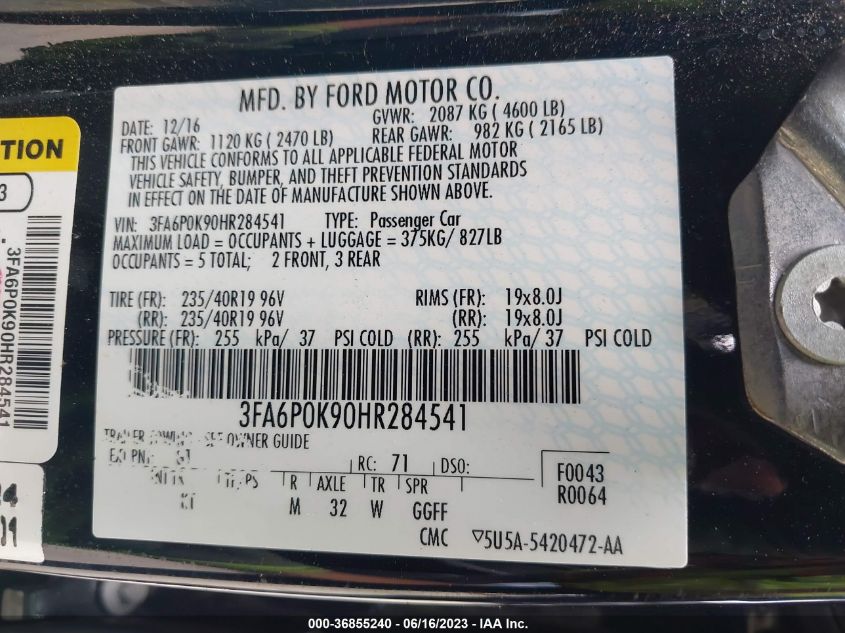 MFD. BY FORD MOTOR CO.
DATE: 12/16 GVWR: 2087 KG ( 4600 LB)
FRONT GAWR: 1120 KG ( 2470 LB) REAR GAWR: 982 KG ( 2165 LB)
THIS VEHICLE CONFORMS TO ALL APPLICABLE FEDERAL MOTOR
VEHICLE SAFETY, BUMPER, AND THEFT PREVENTION STANDARDS
IN EFFECT ON THE DATE OF MANUFACTURE SHOWN ABOVE.
VIN: 3FA6P0K90HR284541 TYPE: Passenger Car
MAXIMUM LOAD = OCCUPANTS + LUGGAGE = 375KG/ 827LB
OCCUPANTS = 5 TOTAL; 2 FRONT, 3 REAR
TIRE (FR): 235/40R19 96V RIMS (FR): 19x8.0J
(RR): 235/40R19 96V (RR): 19x8.0J
PRESSURE (FR): 255 kPa/ 37 PSI COLD (RR): 255 kPa/ 37 PSI COLD
3FA6P0K90HR284541
TRAILER TOWING - SEE OWNER GUIDE
RC: 71 DSO:
F0043
R0064
R AXLE TR SPR
M 32 W GGFF
CMC ▽5U5A-5420472-AA
TION
3
3FA6P0K90HR284541
000-36855240 - 06/16/2023 - IAA Inc.